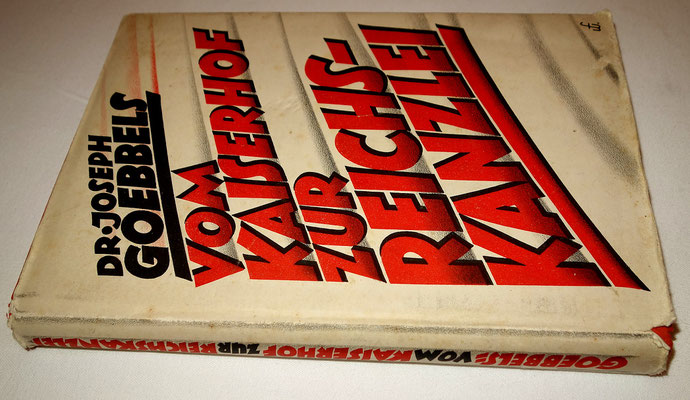 DR·JOSEPH
GOEBBELS
VOM
KAISERHOF
ZUR
REICHS-
KANZLEI
GOEBBELS: VOM KAISERHOF ZUR REICHSKANZLEI